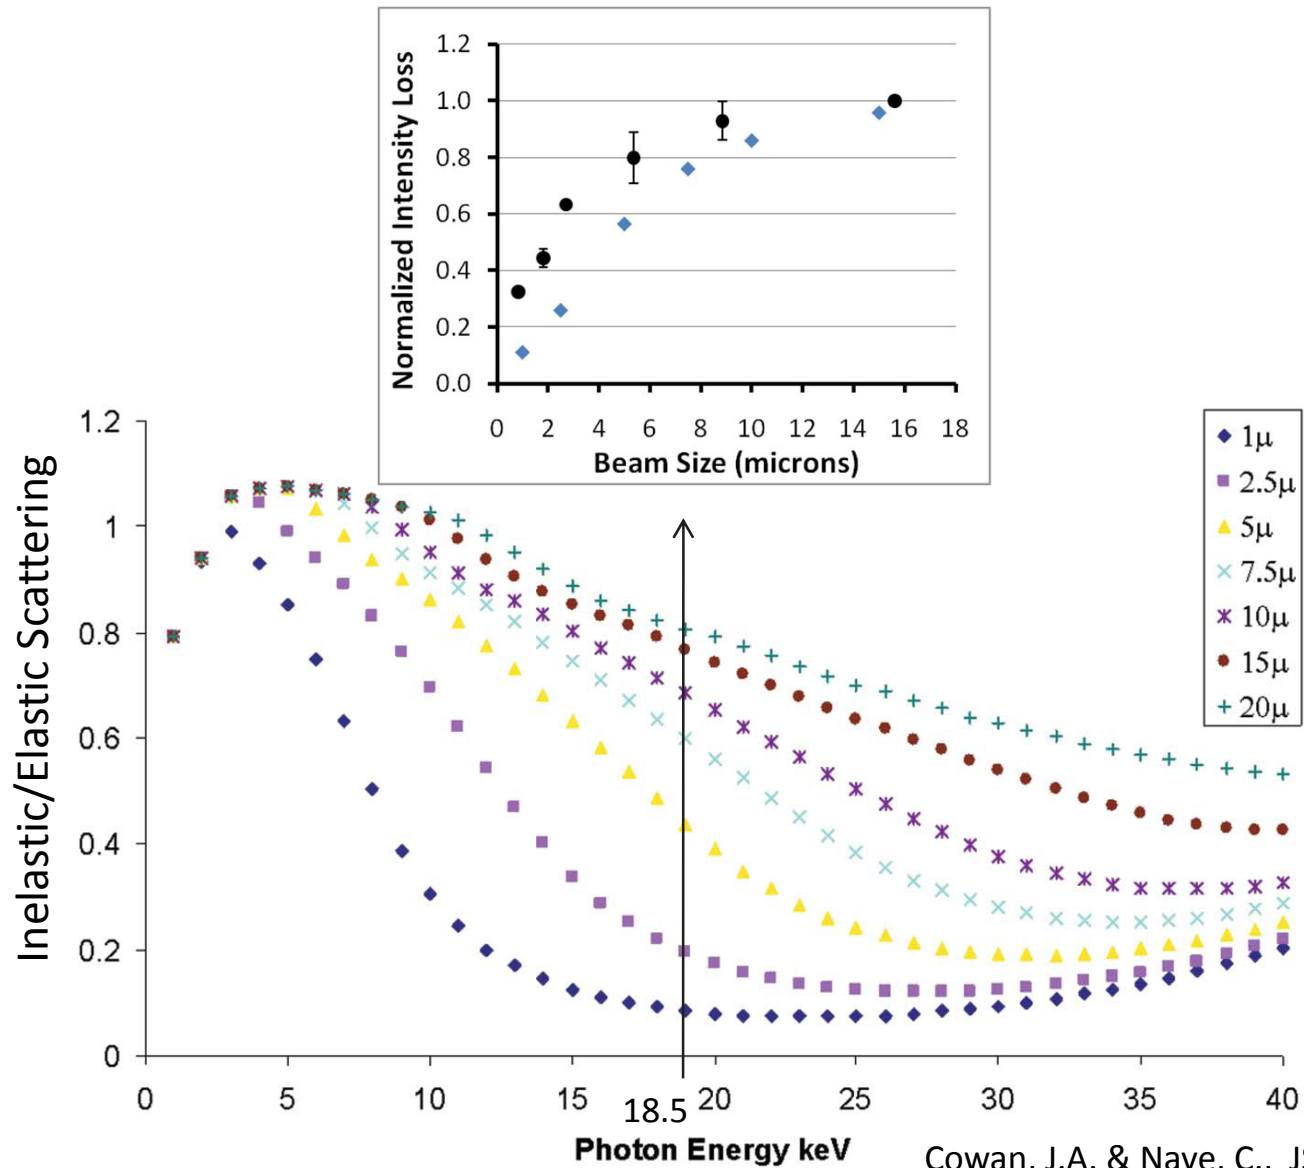 1.2
1.0
0.8
0.6
0.4
0.2
0.0
Normalized Intensity Loss
0 2 4 6 8 10 12 14 16 18
Beam Size (microns)
1.2
1
0.8
0.6
0.4
0.2
0
Inelastic/Elastic Scattering
1μ
2.5μ
5μ
7.5μ
10μ
15μ
20μ
0 5 10 15 18.5 20 25 30 35 40
Photon Energy keV
Cowan, J.A. & Nave, C.,